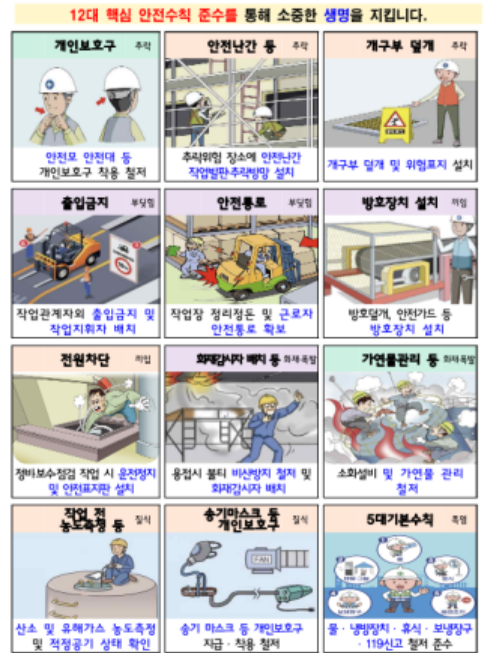 12대 핵심 안전수칙 준수를 통해 소중한 생명을 지킵니다.
개인보호구 추락
안전모 안전대 등
개인보호구 착용 철저
안전난간 등 추락
추락위험 장소에 안전난간
작업발판·추락방망 설치
개구부 덮개 추락
개구부 덮개 및 위험표지 설치
출입금지 부딪힘
작업관계자외 출입금지 및
작업지휘자 배치
안전통로 부딪힘
작업장 정리정돈 및 근로자
안전통로 확보
방호장치 설치 끼임
방호덮개, 안전가드 등
방호장치 설치
전원차단 끼임
정비·보수·점검 작업 시 운전정지
및 안전표지판 설치
화재감시자 배치 등 화재·폭발
용접시 불티 비산방지 철저 및
화재감시자 배치
가연물관리 등 화재·폭발
소화설비 및 가연물 관리
철저
작업 전
농도측정 등 질식
산소 및 유해가스 농도측정
및 적정공기 상태 확인
송기마스크 등
개인보호구 질식
FAN
송기 마스크 등 개인보호구
지급·착용 철저
5대기본수칙 폭염
물·냉방장치·휴식·보냉장구
·119신고 철저 준수